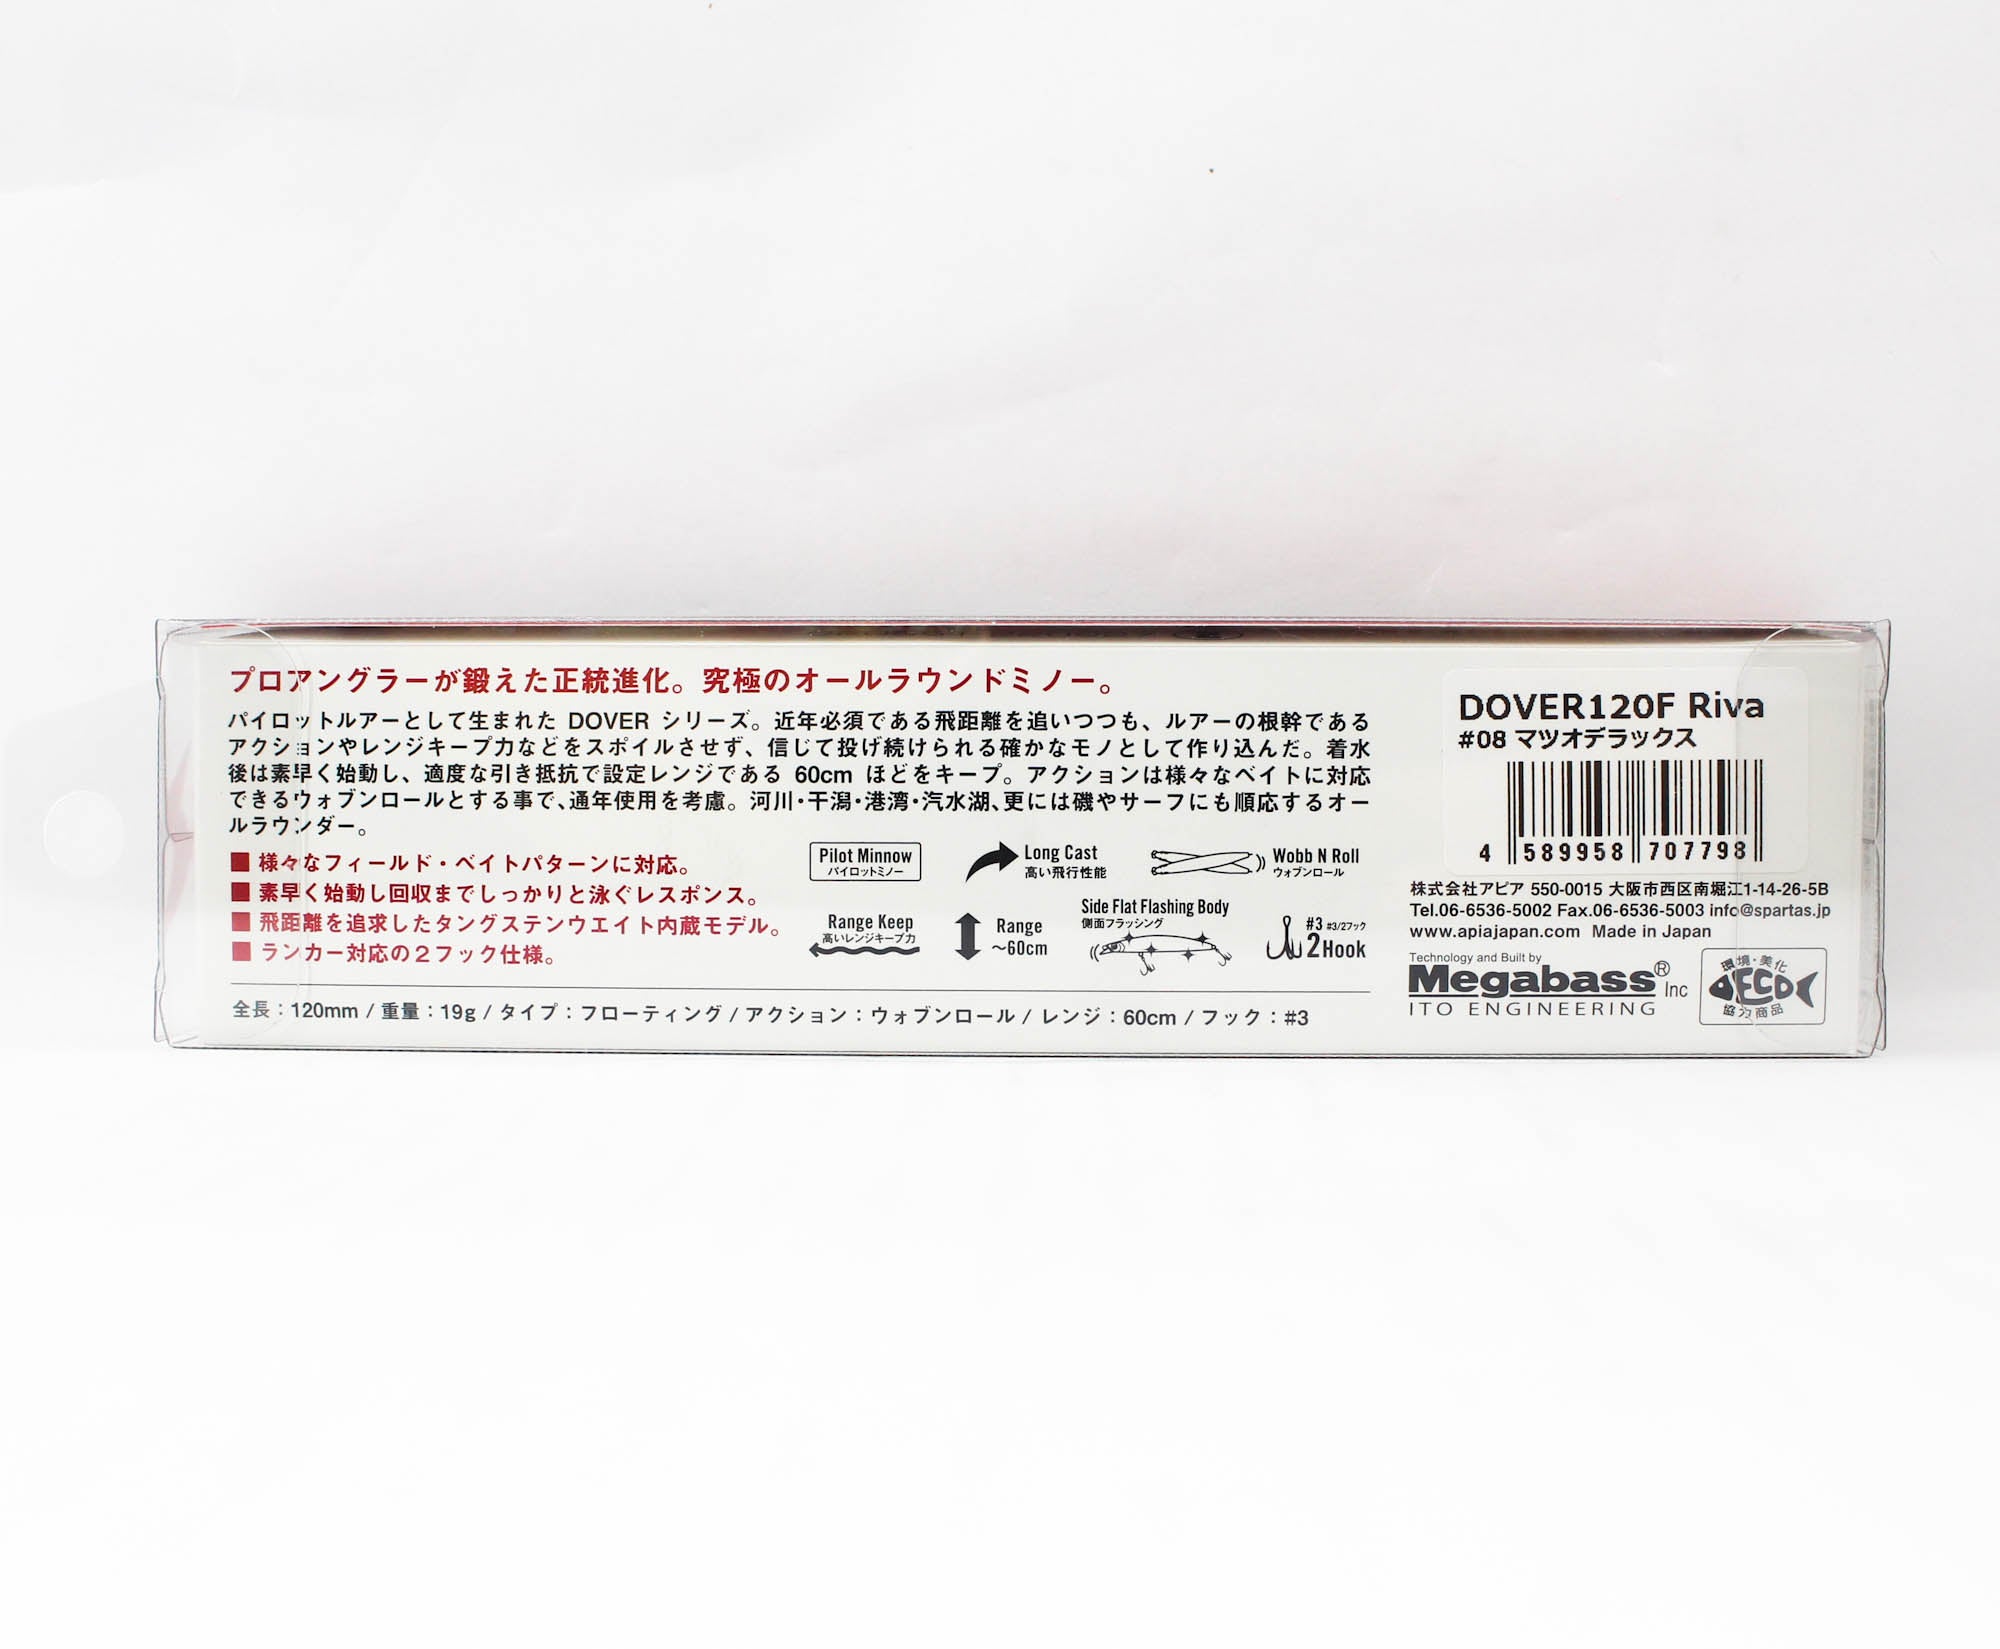 プロアングラーが鍛えた正統進化。究極のオールラウンドミノー。
パイロットルアーとして生まれた DOVER シリーズ。近年必須である飛距離を追いつつも、ルアーの根幹である
アクションやレンジキープ力などをスポイルさせず、信じて投げ続けられる確かなモノとして作り込んだ。着水
後は素早く始動し、適度な引き抵抗で設定レンジである 60cm ほどをキープ。アクションは様々なベイトに対応
できるウォブンロールとする事で、通年使用を考慮。河川・干潟・港湾・汽水湖、更には磯やサーフにも順応するオー
ルラウンダー。
■ 様々なフィールド・ベイトパターンに対応。
■ 素早く始動し回収までしっかりと泳ぐレスポンス。
■ 飛距離を追求したタングステンウエイト内蔵モデル。
■ ランカー対応の2フック仕様。
Pilot Minnow
パイロットミノー
Long Cast
高い飛行性能
Wobb N Roll
ウォブンロール
Range Keep
高いレンジキープ力
Range
～60cm
Side Flat Flashing Body
側面フラッシング
#3 #3/2フック
2Hook
全長：120mm / 重量：19g / タイプ：フローティング / アクション：ウォブンロール / レンジ：60cm / フック：#3
DOVER120F Riva
#08 マツオデラックス
4 589958 707798
株式会社アピア 550-0015 大阪市西区南堀江1-14-26-5B
Tel.06-6536-5002 Fax.06-6536-5003 info@spartas.jp
www.apiajapan.com Made in Japan
Technology and Built by
Megabass® Inc
ITO ENGINEERING
環境・美化
ECO
協力商品